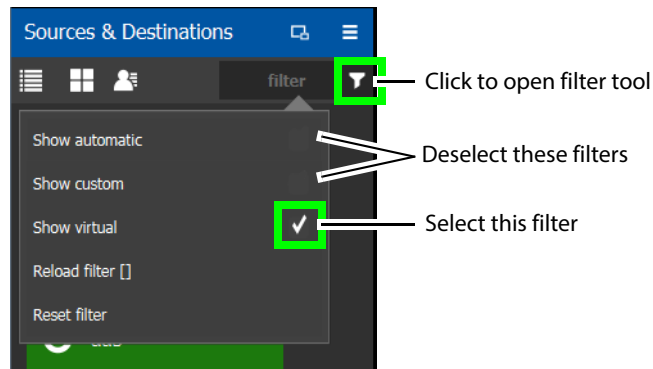 Sources & Destinations
filter
Click to open filter tool
Show automatic
Deselect these filters
Show custom
Show virtual
Select this filter
Reload filter []
Reset filter